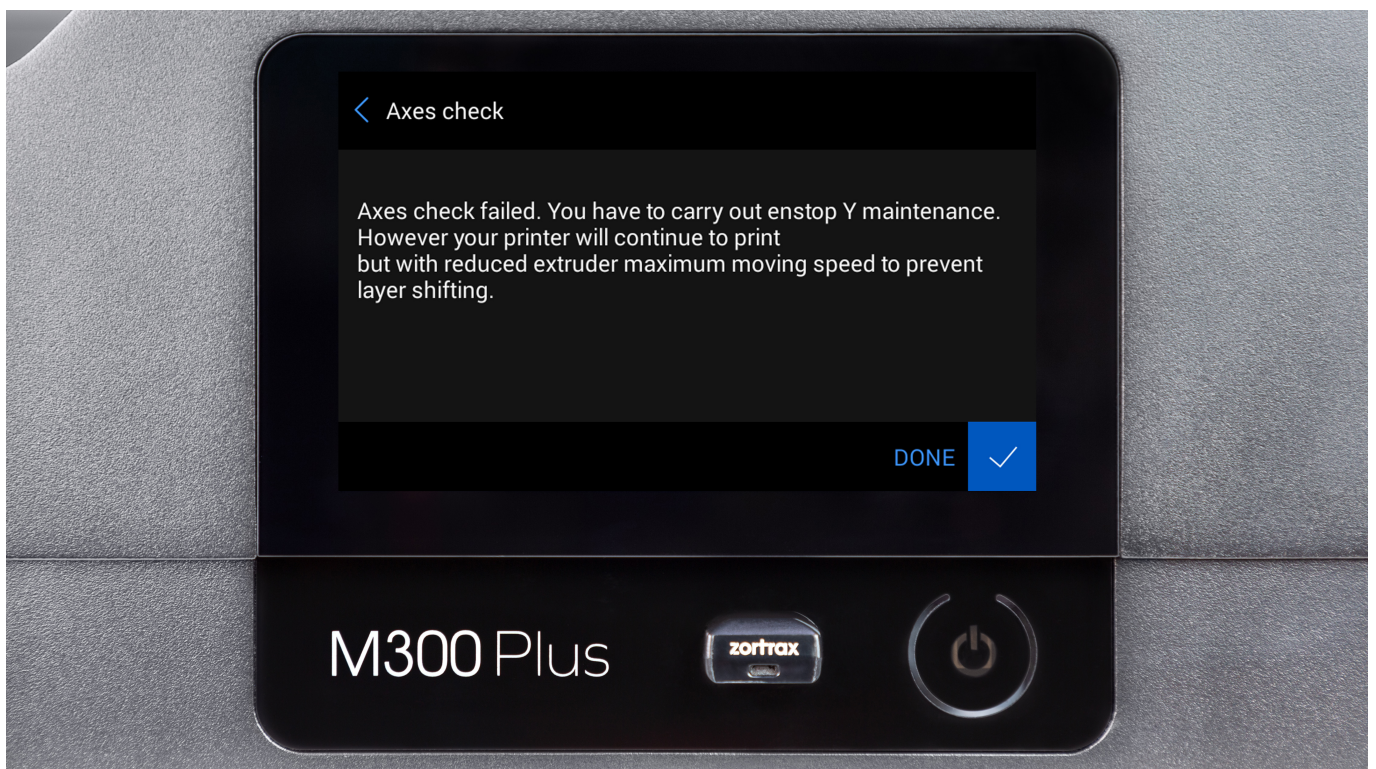 Axes check
Axes check failed. You have to carry out enstop Y maintenance.
However your printer will continue to print
but with reduced extruder maximum moving speed to prevent
layer shifting.
DONE
M300 Plus
zortrax